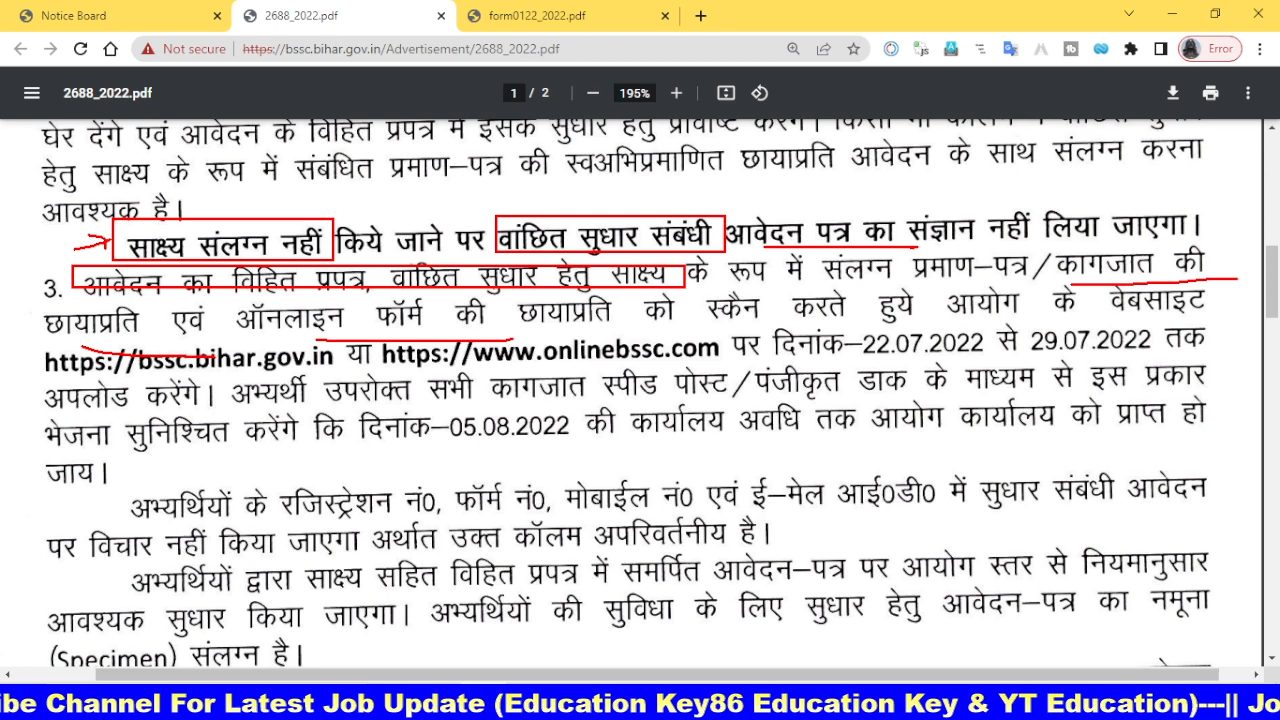 Notice Board
2688_2022.pdf
form0122_2022.pdf
Not secure https://bssc.bihar.gov.in/Advertisement/2688_2022.pdf
Error
2688_2022.pdf
1 / 2
195%
घेर देंगे एवं आवेदन के विहित प्रपत्र में इसके सुधार हेतु प्रविष्टि करेंगे। किसी भी कॉलम
हेतु साक्ष्य के रूप में संबंधित प्रमाण–पत्र की स्वअभिप्रमाणित छायाप्रति आवेदन के साथ संलग्न करना
आवश्यक है।
साक्ष्य संलग्न नहीं किये जाने पर वांछित सुधार संबंधी आवेदन पत्र का संज्ञान नहीं लिया जाएगा।
3. आवेदन का विहित प्रपत्र, वांछित सुधार हेतु साक्ष्य के रूप में संलग्न प्रमाण–पत्र/कागजात की
छायाप्रति एवं ऑनलाइन फॉर्म की छायाप्रति को स्कैन करते हुये आयोग के वेबसाइट
https://bssc.bihar.gov.in या https://www.onlinebssc.com पर दिनांक–22.07.2022 से 29.07.2022 तक
अपलोड करेंगे। अभ्यर्थी उपरोक्त सभी कागजात स्पीड पोस्ट/पंजीकृत डाक के माध्यम से इस प्रकार
भेजना सुनिश्चित करेंगे कि दिनांक–05.08.2022 की कार्यालय अवधि तक आयोग कार्यालय को प्राप्त हो
जाय।
अभ्यर्थियों के रजिस्ट्रेशन नं0, फॉर्म नं0, मोबाईल नं0 एवं ई–मेल आई0डी0 में सुधार संबंधी आवेदन
पर विचार नहीं किया जाएगा अर्थात उक्त कॉलम अपरिवर्तनीय है।
अभ्यर्थियों द्वारा साक्ष्य सहित विहित प्रपत्र में समर्पित आवेदन–पत्र पर आयोग स्तर से नियमानुसार
आवश्यक सुधार किया जाएगा। अभ्यर्थियों की सुविधा के लिए सुधार हेतु आवेदन–पत्र का नमूना
(Specimen) संलग्न है।
ibe Channel For Latest Job Update (Education Key86 Education Key & YT Education)---|| Jo